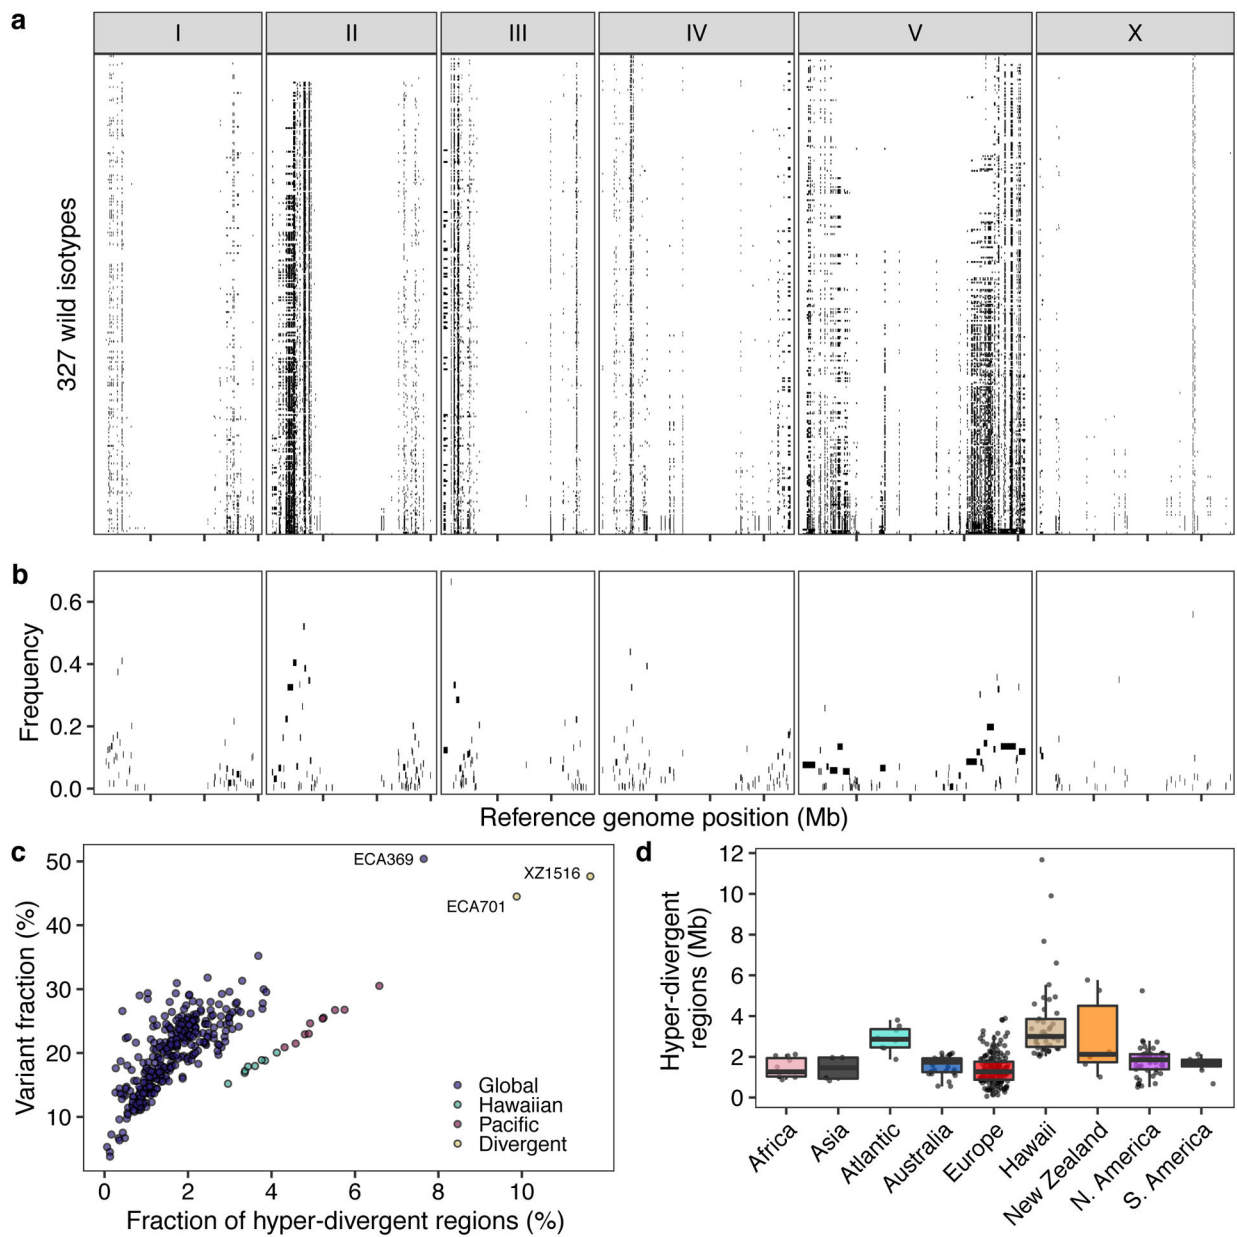 a
I II III IV V X
327 wild isotypes
b
Frequency
0.6
0.4
0.2
0.0
Reference genome position (Mb)
c
Variant fraction (%)
50
40
30
20
10
ECA369
XZ1516
ECA701
Global
Hawaiian
Pacific
Divergent
0 2 4 6 8 10
Fraction of hyper-divergent regions (%)
d
Hyper-divergent
regions (Mb)
12
10
8
6
4
2
0
Africa
Asia
Atlantic
Australia
Europe
Hawaii
New Zealand
N. America
S. America